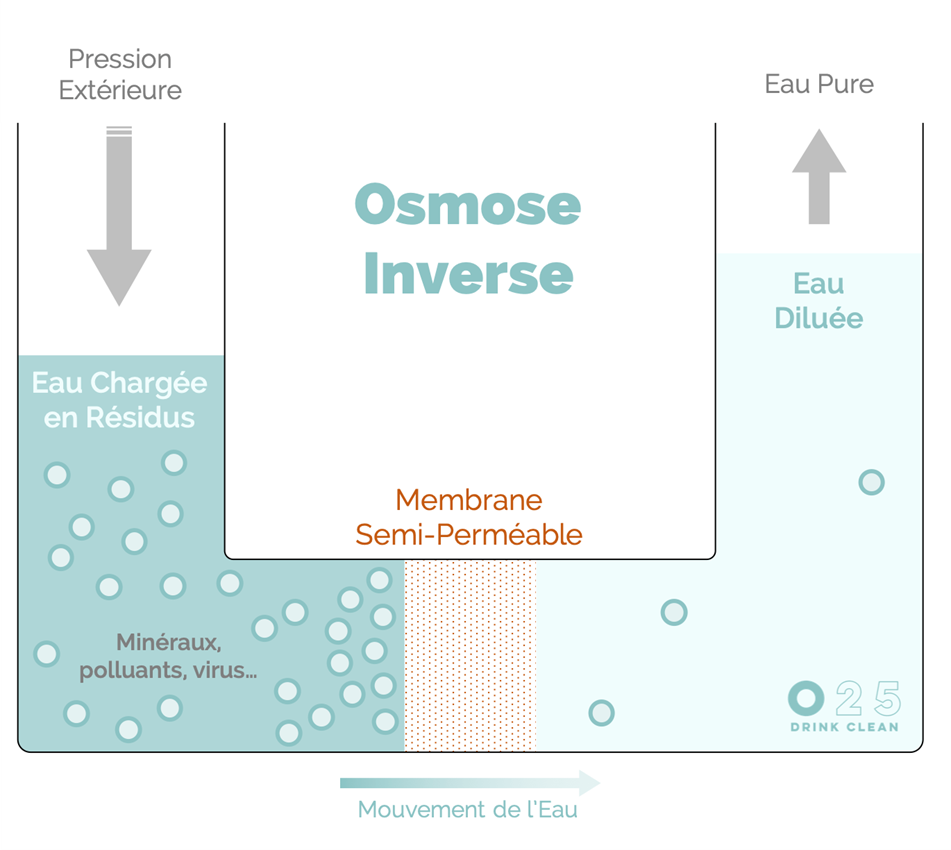 Pression
Extérieure
Eau Pure
Osmose
Inverse
Eau
Diluée
Eau Chargée
en Résidus
Membrane
Semi-Perméable
Minéraux,
polluants, virus...
O25
DRINK CLEAN
Mouvement de l'Eau